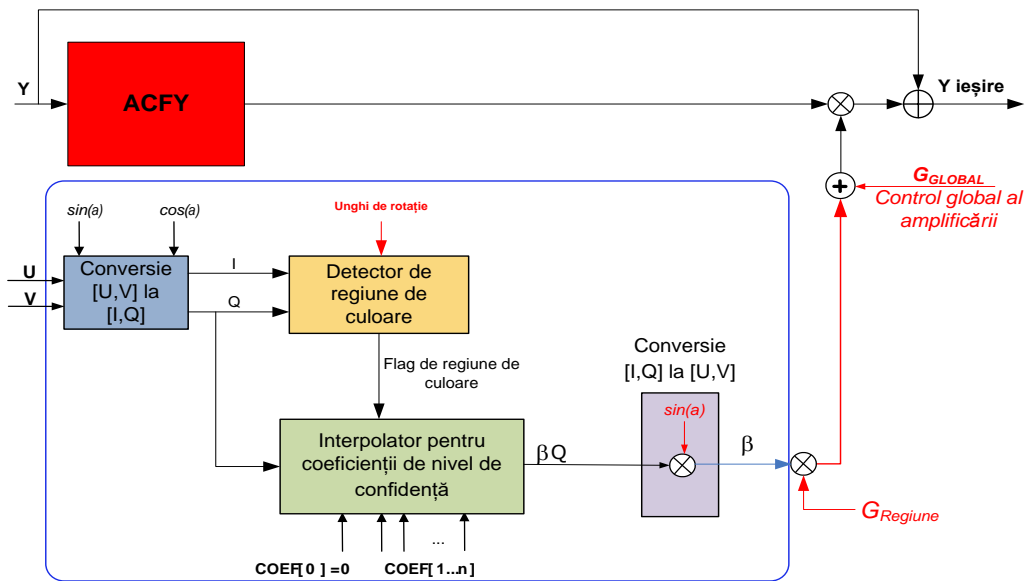 Y
ACFY
Y ieșire
G_GLOBAL
Control global al
amplificării
sin(a)
cos(a)
Unghi de rotație
U
V
Conversie
[U,V] la
[I,Q]
I
Q
Detector de
regiune de
culoare
Flag de regiune de
culoare
Conversie
[I,Q] la [U,V]
sin(a)
Interpolator pentru
coeficienții de nivel de
confidență
βQ
β
G_Regiune
...
COEF[ 0 ] =0
COEF[ 1...n ]